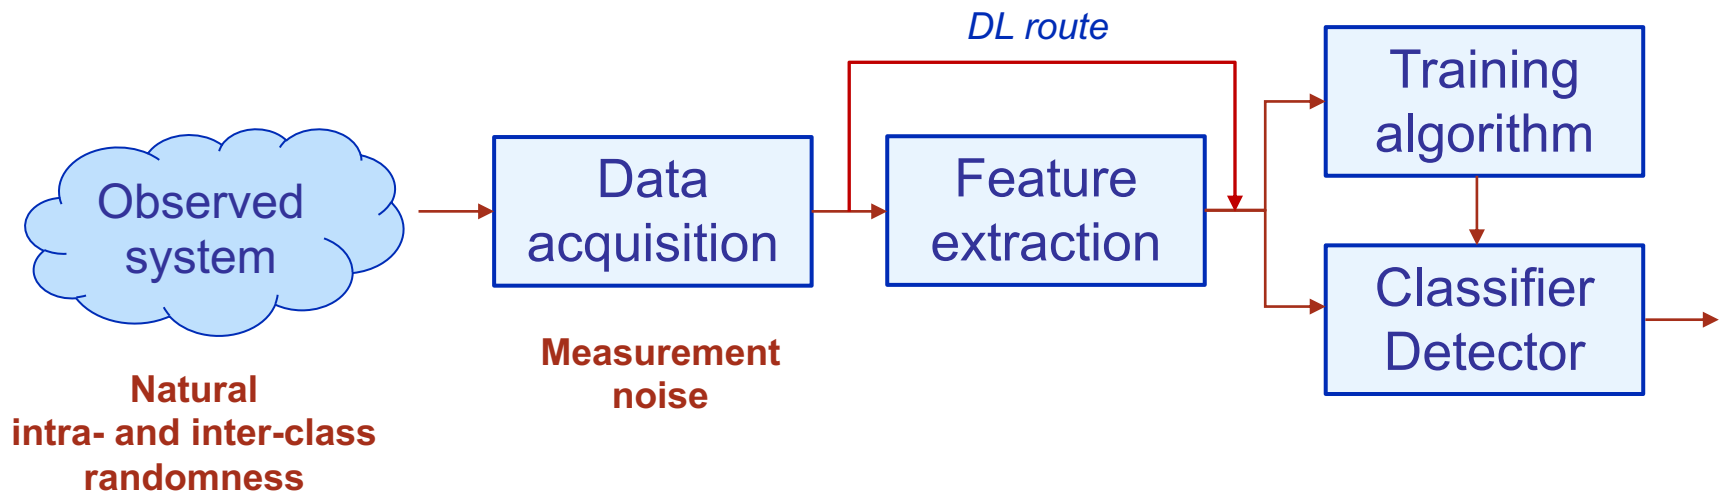 DL route
Observed
system
Data
acquisition
Feature
extraction
Training
algorithm
Classifier
Detector
Natural
intra- and inter-class
randomness
Measurement
noise